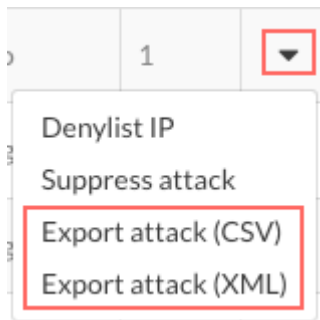 1
Denylist IP
Suppress attack
Export attack (CSV)
Export attack (XML)